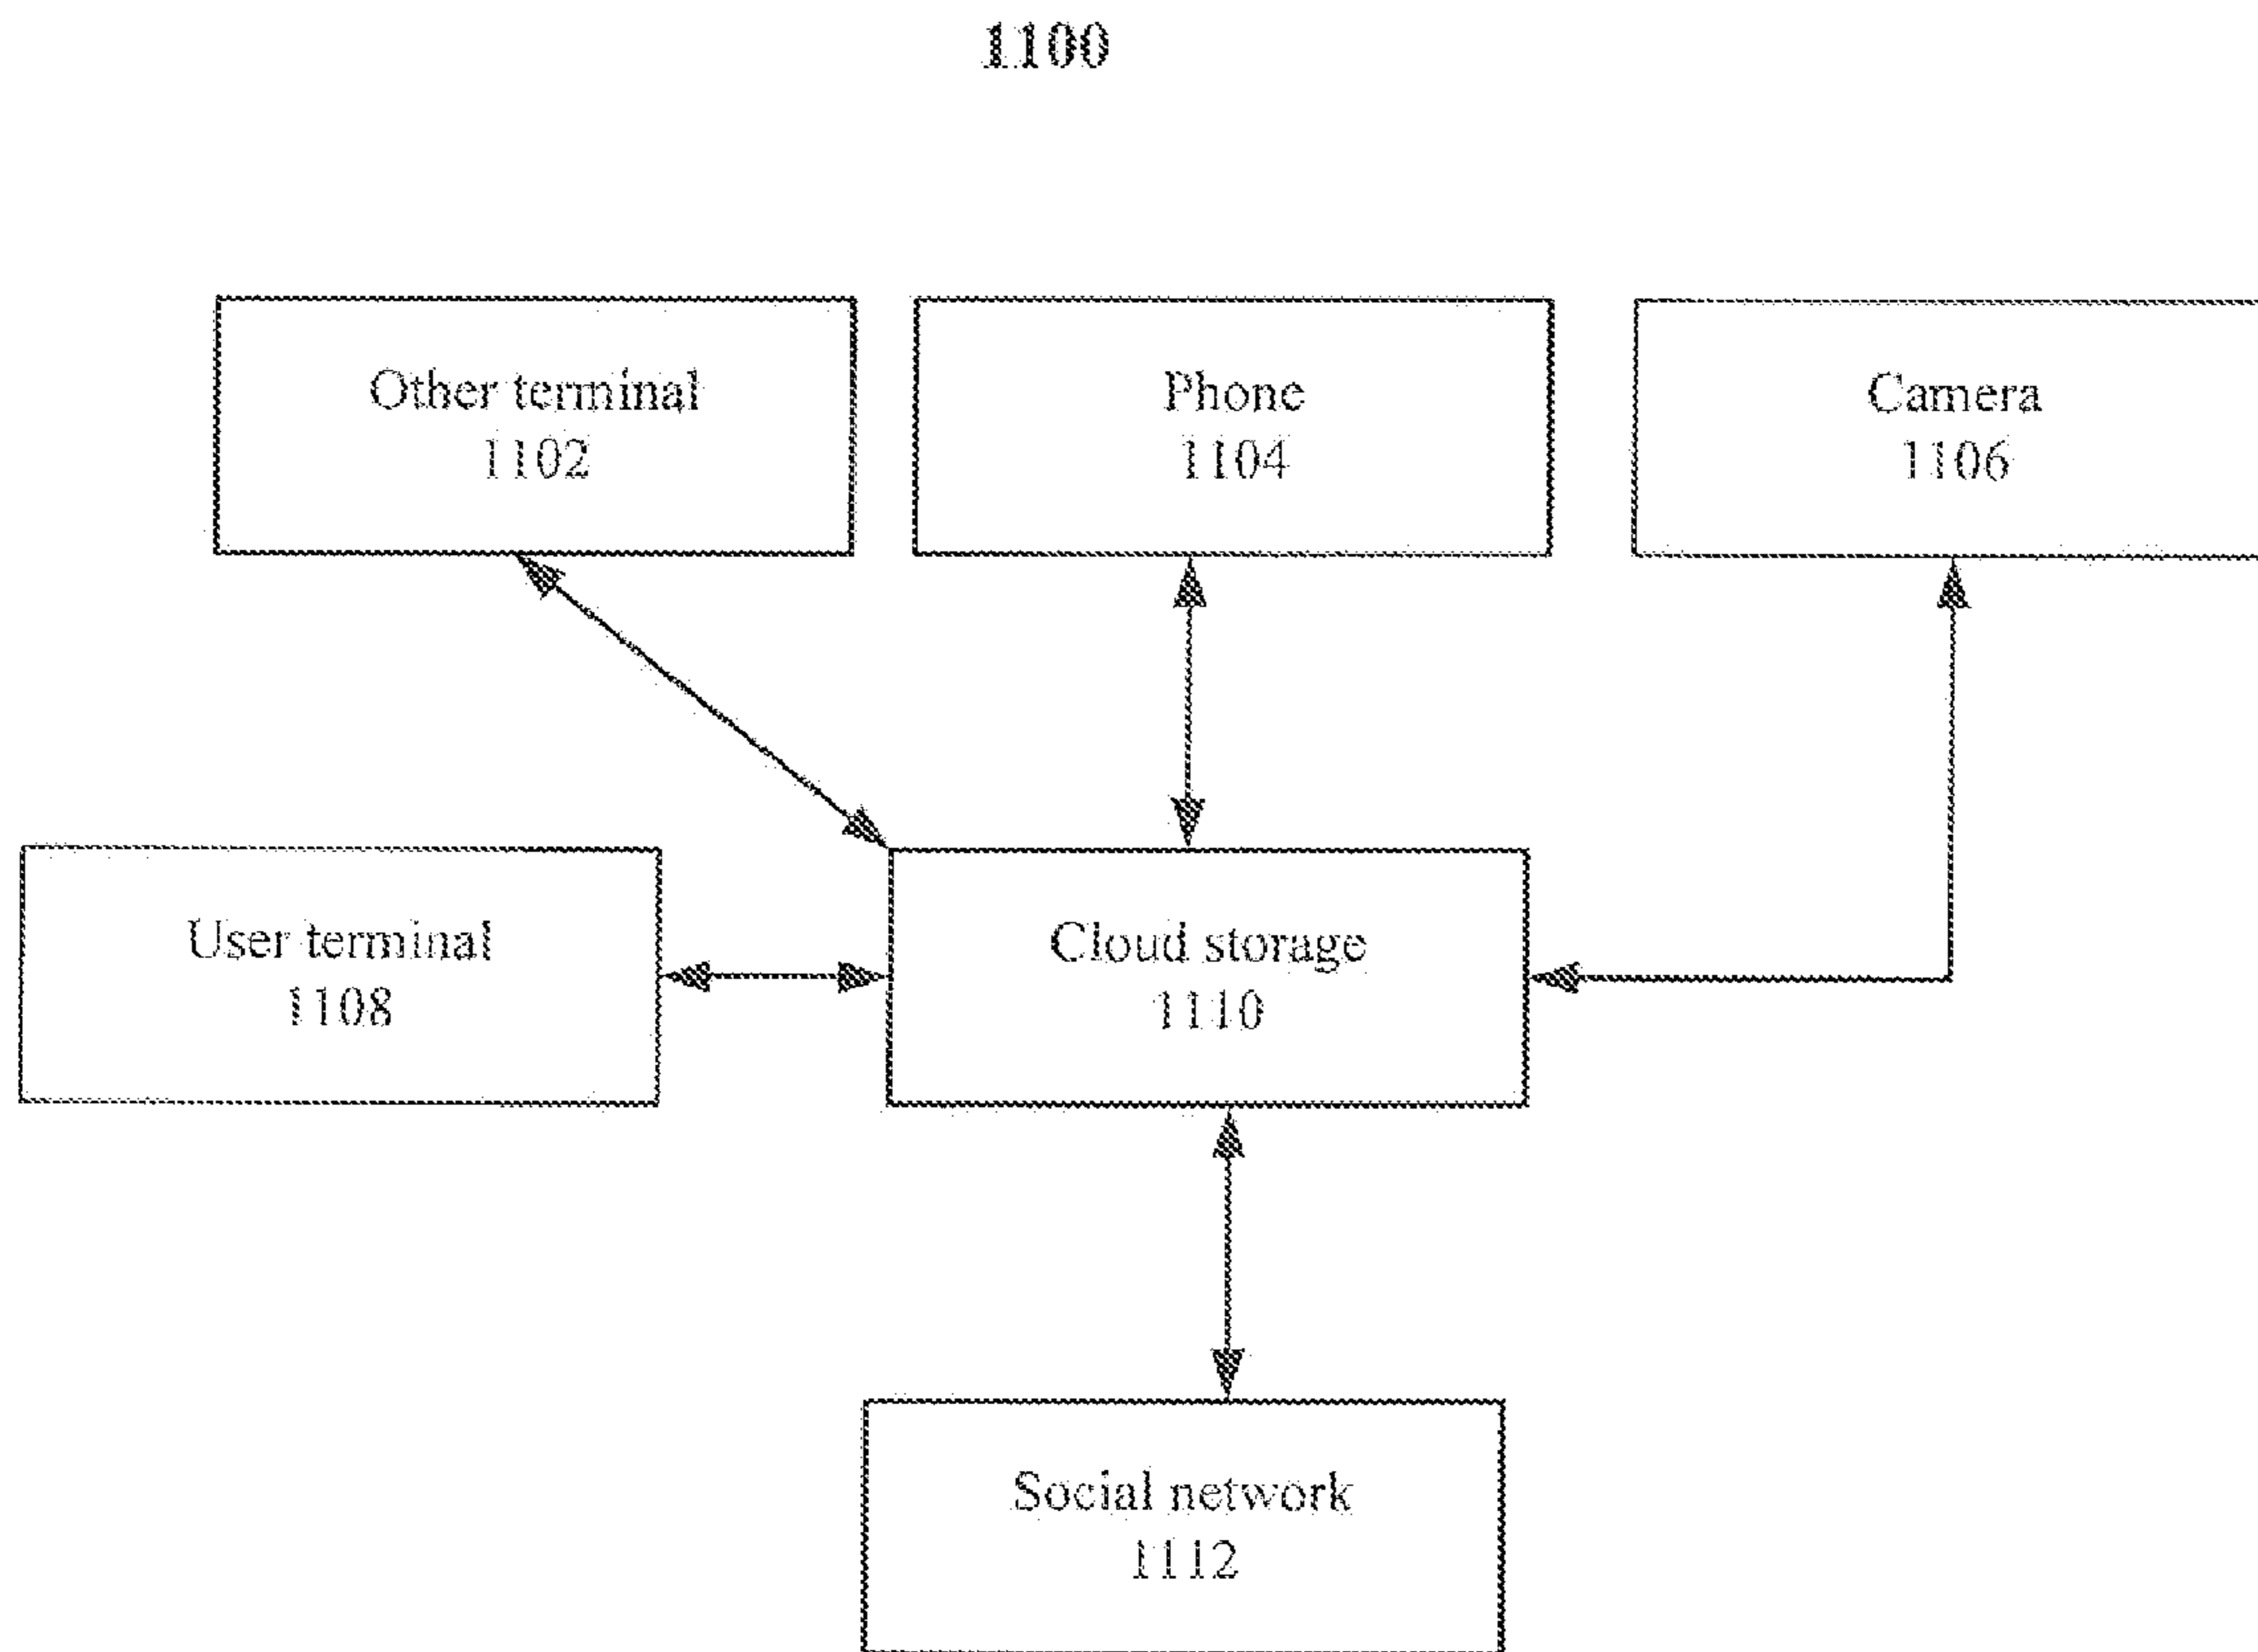 1100
Other terminal
1102
Phone
1104
Camera
1106
User terminal
1108
Cloud storage
1110
Social network
1112